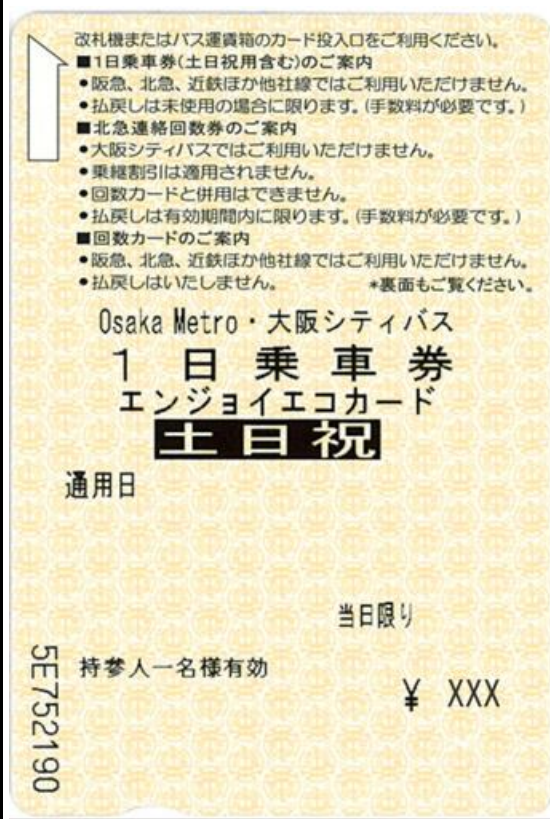 改札機またはバス運賃箱のカード投入口をご利用ください。
■1日乗車券(土日祝用含む)のご案内
●阪急、北急、近鉄ほか他社線ではご利用いただけません。
●払戻しは未使用の場合に限ります。(手数料が必要です。)
■北急連絡回数券のご案内
●大阪シティバスではご利用いただけません。
●乗継割引は適用されません。
●回数カードと併用はできません。
●払戻しは有効期間内に限ります。(手数料が必要です。)
■回数カードのご案内
●阪急、北急、近鉄ほか他社線ではご利用いただけません。
●払戻しはいたしません。 *裏面もご覧ください。
Osaka Metro・大阪シティバス
1日乗車券
エンジョイエコカード
土日祝
通用日
当日限り
持参人一名様有効
¥ XXX
5E752190